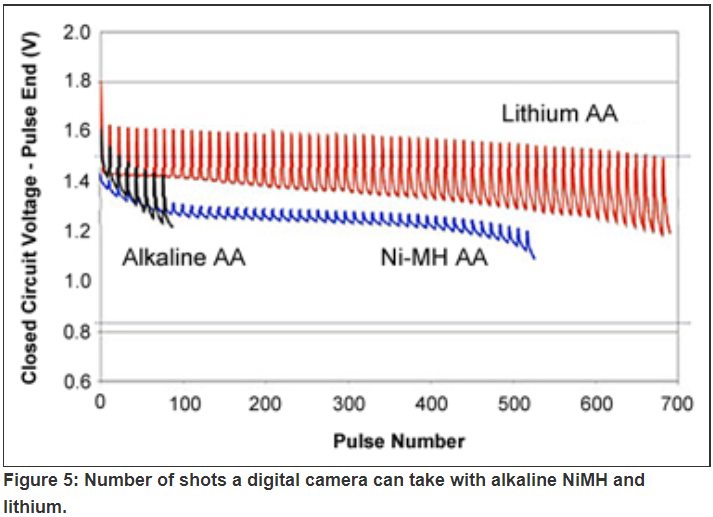 Closed Circuit Voltage - Pulse End (V)
2.0
1.8
1.6
1.4
1.2
1.0
0.8
0.6
Lithium AA
Alkaline AA
Ni-MH AA
0 100 200 300 400 500 600 700
Pulse Number
Figure 5: Number of shots a digital camera can take with alkaline NiMH and
lithium.